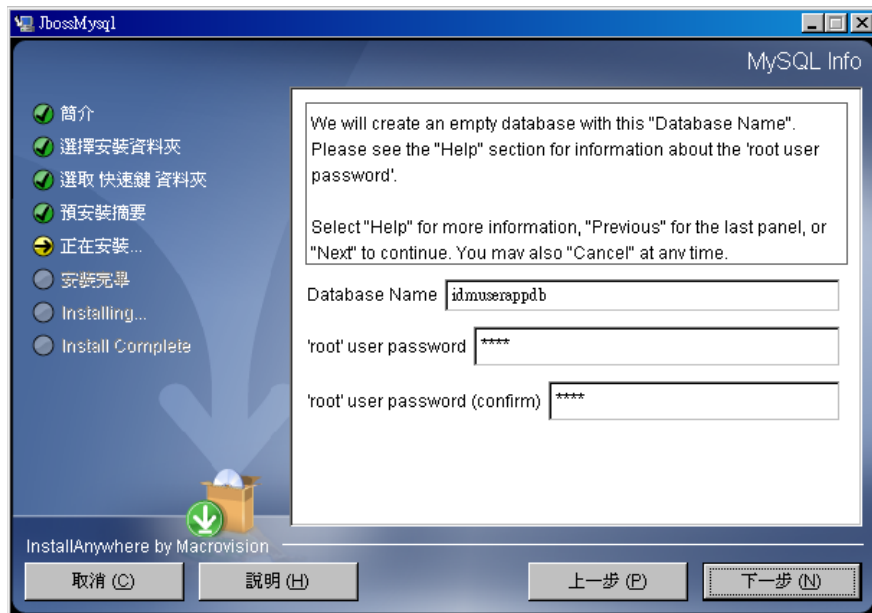 JbossMysql
MySQL Info
簡介
選擇安裝資料夾
選取 快速鍵 資料夾
預安裝摘要
正在安裝...
安裝完畢
Installing...
Install Complete
We will create an empty database with this "Database Name".
Please see the "Help" section for information about the 'root user
password'.
Select "Help" for more information, "Previous" for the last panel, or
"Next" to continue. You may also "Cancel" at any time.
Database Name idmuserappdb
'root' user password ****
'root' user password (confirm) ****
InstallAnywhere by Macrovision
取消 (C) 說明 (H) 上一步 (P) 下一步 (N)